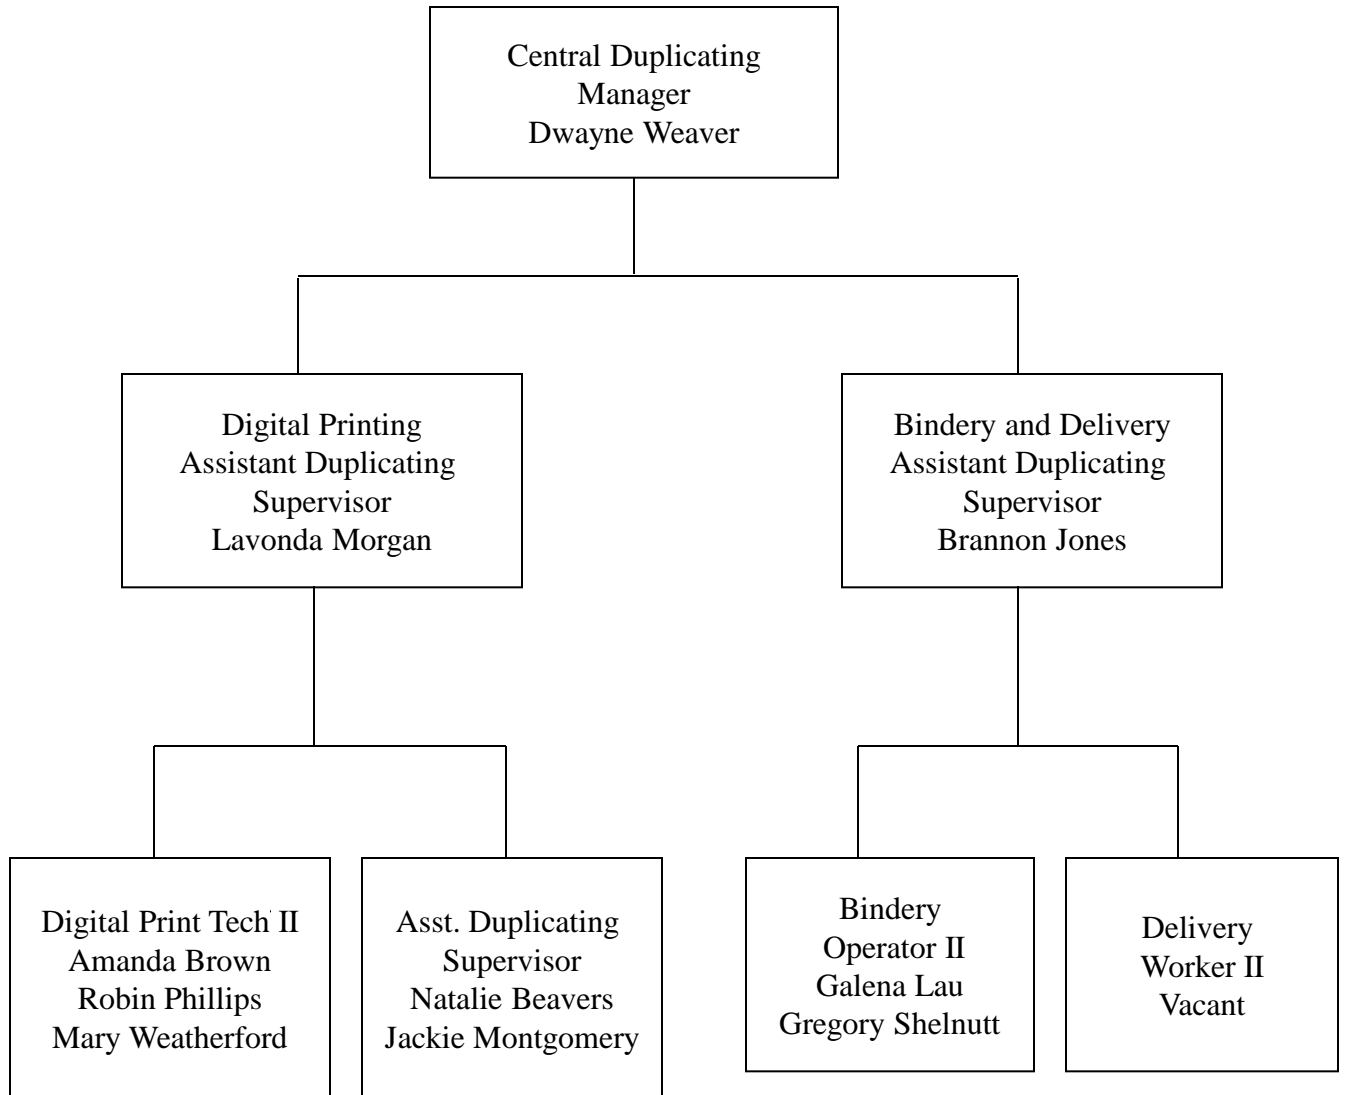 Central Duplicating
Manager
Dwayne Weaver
Digital Printing
Assistant Duplicating
Supervisor
Lavonda Morgan
Bindery and Delivery
Assistant Duplicating
Supervisor
Brannon Jones
Digital Print Tech II
Amanda Brown
Robin Phillips
Mary Weatherford
Asst. Duplicating
Supervisor
Natalie Beavers
Jackie Montgomery
Bindery
Operator II
Galena Lau
Gregory Shelnutt
Delivery
Worker II
Vacant